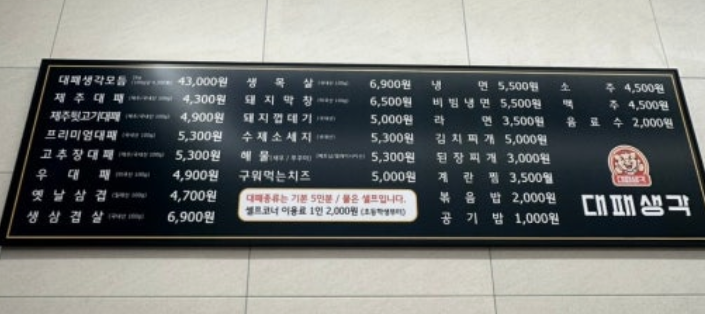 대패생각모듬 43,000원
제주대패 4,300원
제주뒷고기대패 4,900원
프리미엄대패 5,300원
고추장대패 5,300원
우대패 4,900원
옛날삼겹 4,700원
생삼겹살 6,900원
생목살 6,900원
돼지막창 6,500원
돼지껍데기 5,000원
수제소세지 5,300원
해물 5,300원
구워먹는치즈 5,000원
대패종류는 기본 5인분 / 불은 셀프입니다.
셀프코너 이용료 1인 2,000원 (초등학생부터)
냉면 5,500원
비빔냉면 5,500원
라면 3,500원
김치찌개 5,000원
된장찌개 3,000원
계란찜 3,500원
볶음밥 2,000원
공기밥 1,000원
소주 4,500원
맥주 4,500원
음료수 2,000원
대패생각